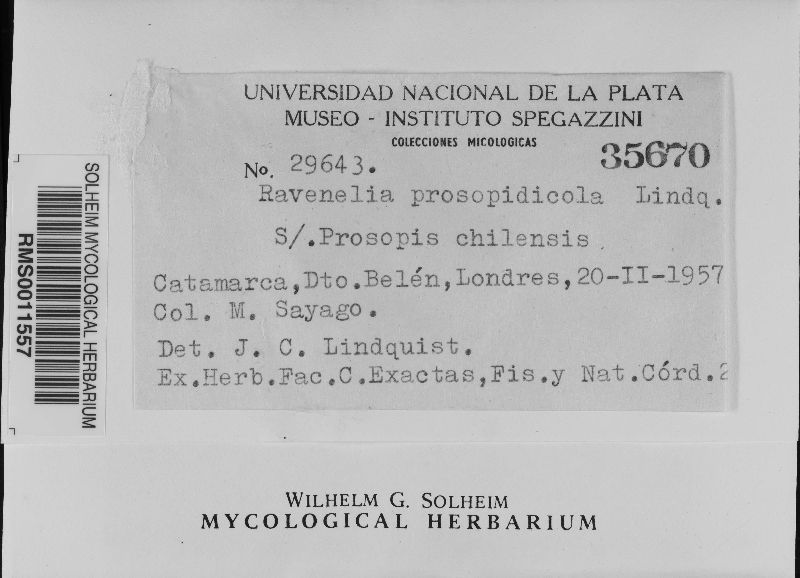 UNIVERSIDAD NACIONAL DE LA PLATA
MUSEO - INSTITUTO SPEGAZZINI
COLECCIONES MICOLOGICAS
35670
No. 29643.
Ravenelia prosopidicola Lindq.
S/.Prosopis chilensis.
Catamarca,Dto.Belén,Londres,20-II-1957
Col. M. Sayago.
Det. J. C. Lindquist.
Ex.Herb.Fac.C.Exactas,Fis.y Nat.Córd.2
SOLHEIM MYCOLOGICAL HERBARIUM
RMS0011557
WILHELM G. SOLHEIM
MYCOLOGICAL HERBARIUM